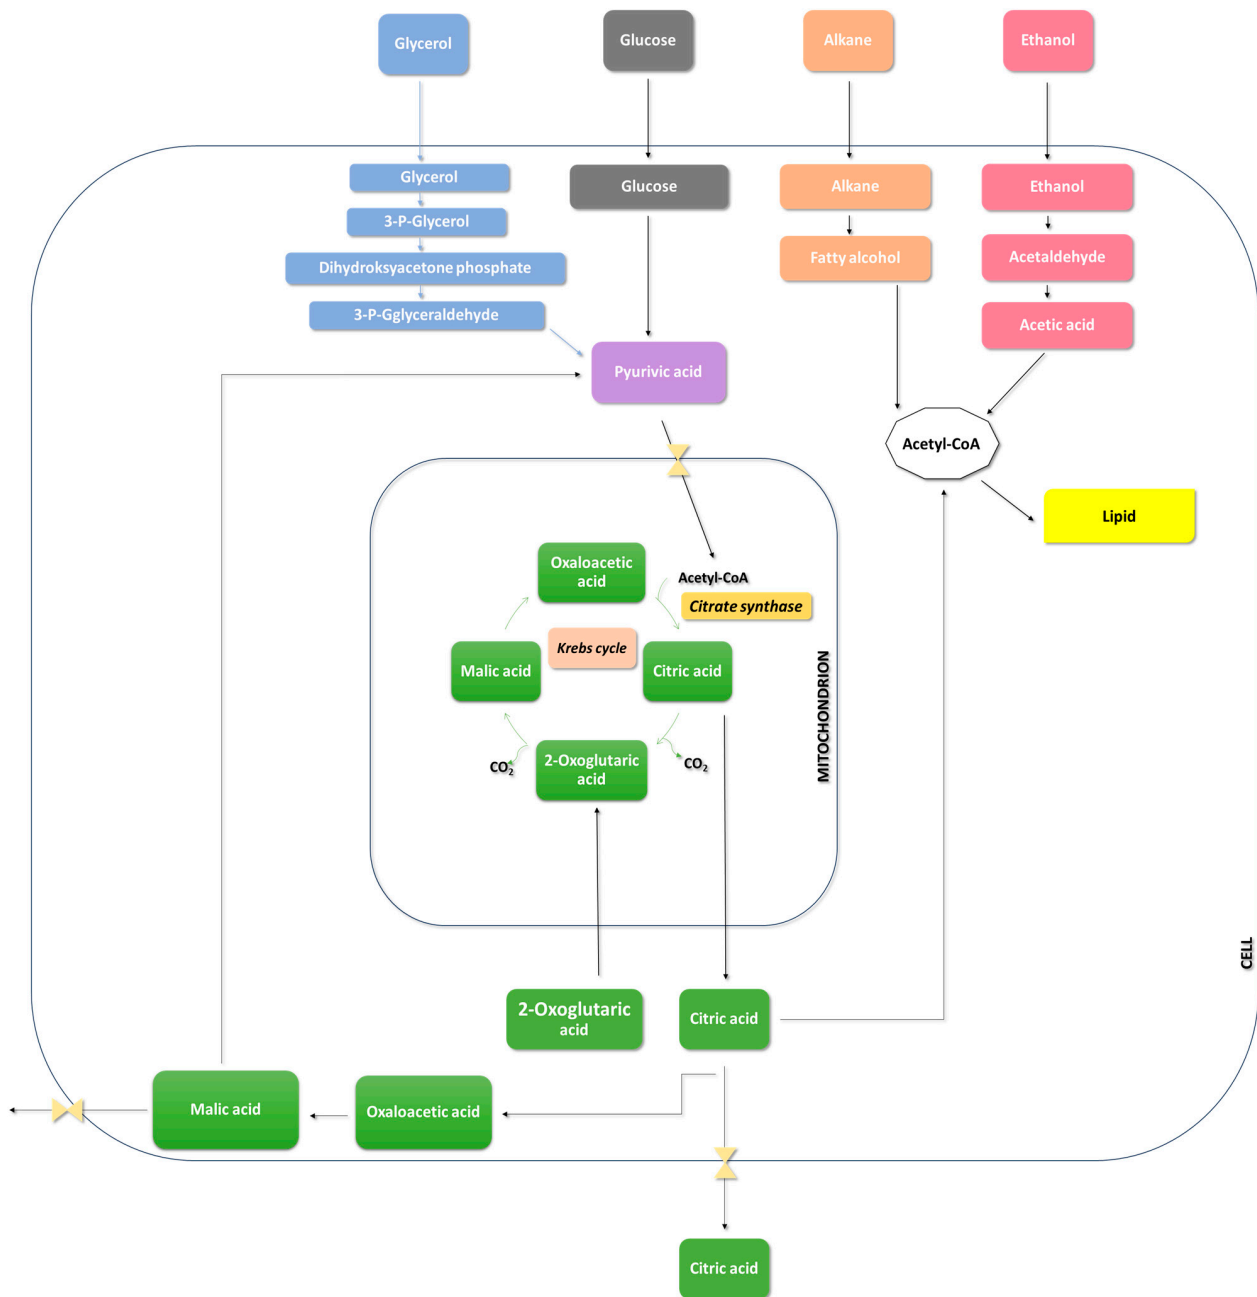 Glycerol
Glucose
Alkane
Ethanol
Glycerol
Glucose
Alkane
Ethanol
3-P-Glycerol
Fatty alcohol
Acetaldehyde
Dihydroksyacetone phosphate
3-P-Gglyceraldehyde
Acetic acid
Pyurivic acid
Acetyl-CoA
Lipid
Oxaloacetic
acid
Acetyl-CoA
Citrate synthase
Krebs cycle
Malic acid
Citric acid
MITOCHONDRION
2-Oxoglutaric
acid
CO2
CO2
CELL
2-Oxoglutaric
acid
Citric acid
Malic acid
Oxaloacetic acid
Citric acid